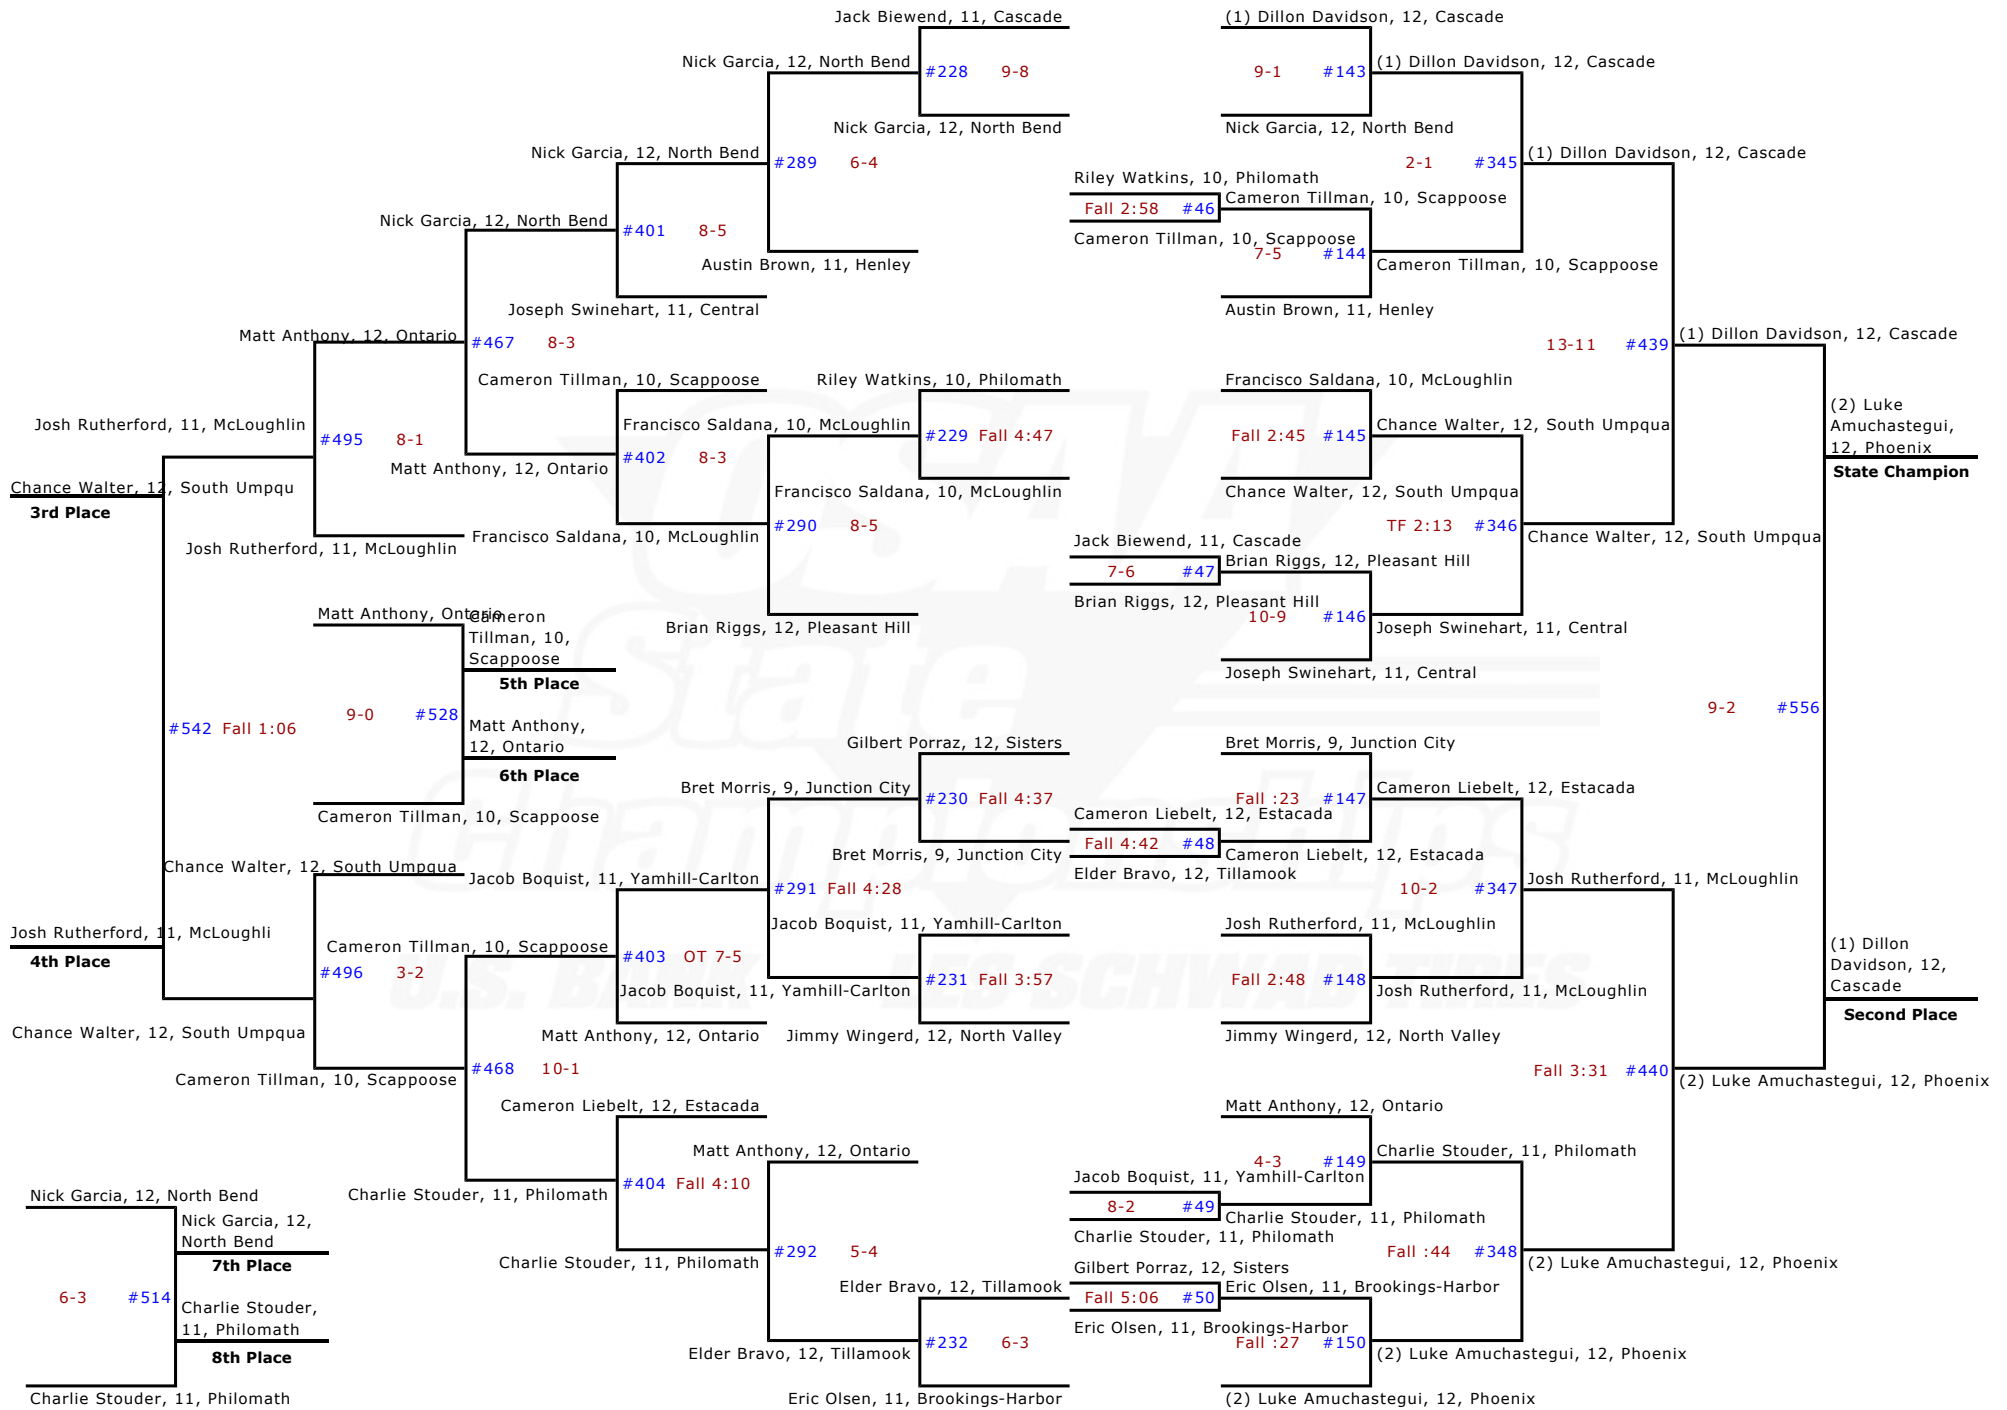 Jack Biewend, 11, Cascade
(1) Dillon Davidson, 12, Cascade
Nick Garcia, 12, North Bend
#228 9-8
9-1 #143
(1) Dillon Davidson, 12, Cascade
Nick Garcia, 12, North Bend
Nick Garcia, 12, North Bend
Nick Garcia, 12, North Bend
#289 6-4
2-1 #345
(1) Dillon Davidson, 12, Cascade
Riley Watkins, 10, Philomath
Fall 2:58 #46
Cameron Tillman, 10, Scappoose
Nick Garcia, 12, North Bend
#401 8-5
Cameron Tillman, 10, Scappoose
7-5 #144
Austin Brown, 11, Henley
Cameron Tillman, 10, Scappoose
Joseph Swinehart, 11, Central
Austin Brown, 11, Henley
Matt Anthony, 12, Ontario
#467 8-3
13-11 #439
(1) Dillon Davidson, 12, Cascade
Cameron Tillman, 10, Scappoose
Riley Watkins, 10, Philomath
Francisco Saldana, 10, McLoughlin
(2) Luke
Amuchastegui,
12, Phoenix
State Champion
Josh Rutherford, 11, McLoughlin
#495 8-1
Francisco Saldana, 10, McLoughlin
#229 Fall 4:47
Fall 2:45 #145
Chance Walter, 12, South Umpqua
Matt Anthony, 12, Ontario
#402 8-3
Chance Walter, 12, South Umpqu
3rd Place
Francisco Saldana, 10, McLoughlin
Chance Walter, 12, South Umpqua
#290 8-5
TF 2:13 #346
Josh Rutherford, 11, McLoughlin
Francisco Saldana, 10, McLoughlin
Chance Walter, 12, South Umpqua
Jack Biewend, 11, Cascade
7-6 #47
Brian Riggs, 12, Pleasant Hill
Brian Riggs, 12, Pleasant Hill
10-9 #146
Matt Anthony, Ontario
Cameron
Tillman, 10,
Scappoose
5th Place
Brian Riggs, 12, Pleasant Hill
Joseph Swinehart, 11, Central
Joseph Swinehart, 11, Central
OSAA
State
Championships
U.S. BANK LES SCHWAB TIRES
#542 Fall 1:06
9-0 #528
Matt Anthony,
12, Ontario
6th Place
9-2 #556
Gilbert Porraz, 12, Sisters
Bret Morris, 9, Junction City
Bret Morris, 9, Junction City
#230 Fall 4:37
Fall :23 #147
Cameron Liebelt, 12, Estacada
Cameron Tillman, 10, Scappoose
Cameron Liebelt, 12, Estacada
Fall 4:42 #48
Bret Morris, 9, Junction City
Cameron Liebelt, 12, Estacada
Elder Bravo, 12, Tillamook
Chance Walter, 12, South Umpqua
Jacob Boquist, 11, Yamhill-Carlton
#291 Fall 4:28
10-2 #347
Josh Rutherford, 11, McLoughlin
Jacob Boquist, 11, Yamhill-Carlton
Josh Rutherford, 11, McLoughlin
Josh Rutherford, 11, McLoughli
4th Place
Cameron Tillman, 10, Scappoose
#403 OT 7-5
#496 3-2
#231 Fall 3:57
Fall 2:48 #148
Jacob Boquist, 11, Yamhill-Carlton
Josh Rutherford, 11, McLoughlin
(1) Dillon
Davidson, 12,
Cascade
Second Place
Chance Walter, 12, South Umpqua
Matt Anthony, 12, Ontario
Jimmy Wingerd, 12, North Valley
Jimmy Wingerd, 12, North Valley
Cameron Tillman, 10, Scappoose
#468 10-1
Fall 3:31 #440
(2) Luke Amuchastegui, 12, Phoenix
Cameron Liebelt, 12, Estacada
Matt Anthony, 12, Ontario
Matt Anthony, 12, Ontario
4-3 #149
Charlie Stouder, 11, Philomath
Jacob Boquist, 11, Yamhill-Carlton
8-2 #49
Charlie Stouder, 11, Philomath
#404 Fall 4:10
Charlie Stouder, 11, Philomath
Charlie Stouder, 11, Philomath
Nick Garcia, 12, North Bend
Nick Garcia, 12,
North Bend
7th Place
Charlie Stouder, 11, Philomath
#292 5-4
Fall :44 #348
(2) Luke Amuchastegui, 12, Phoenix
Gilbert Porraz, 12, Sisters
Fall 5:06 #50
Elder Bravo, 12, Tillamook
Eric Olsen, 11, Brookings-Harbor
6-3 #514
Charlie Stouder,
11, Philomath
8th Place
Eric Olsen, 11, Brookings-Harbor
Elder Bravo, 12, Tillamook
#232 6-3
Fall :27 #150
(2) Luke Amuchastegui, 12, Phoenix
Charlie Stouder, 11, Philomath
Eric Olsen, 11, Brookings-Harbor
(2) Luke Amuchastegui, 12, Phoenix